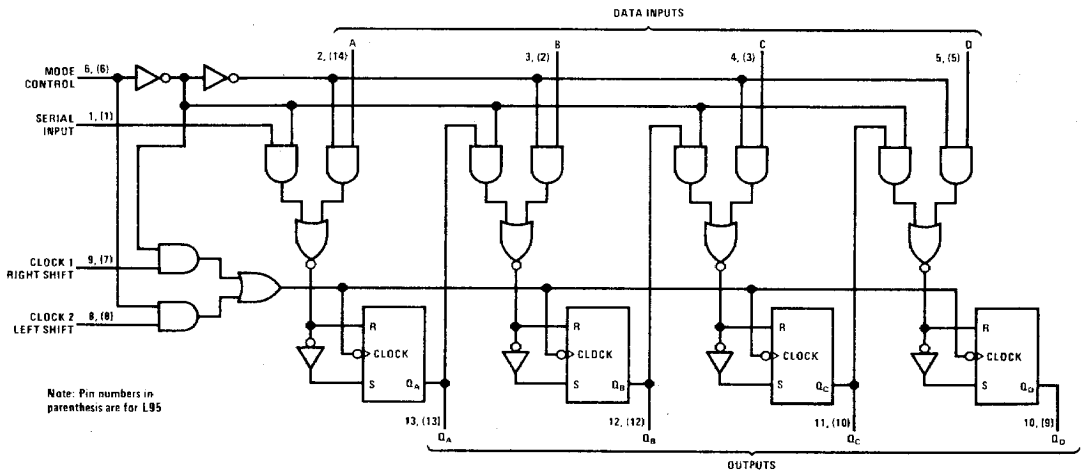 DATA INPUTS
A
B
C
D
2, (14)
3, (2)
4, (3)
5, (5)
MODE
CONTROL
6, (6)
SERIAL
INPUT
1, (1)
CLOCK 1
RIGHT SHIFT
9, (7)
CLOCK 2
LEFT SHIFT
8, (8)
R
CLOCK
S
QA
R
CLOCK
S
QB
R
CLOCK
S
QC
R
CLOCK
S
QD
Note: Pin numbers in
parenthesis are for L95
13, (13)
QA
12, (12)
QB
11, (10)
QC
10, (9)
QD
OUTPUTS